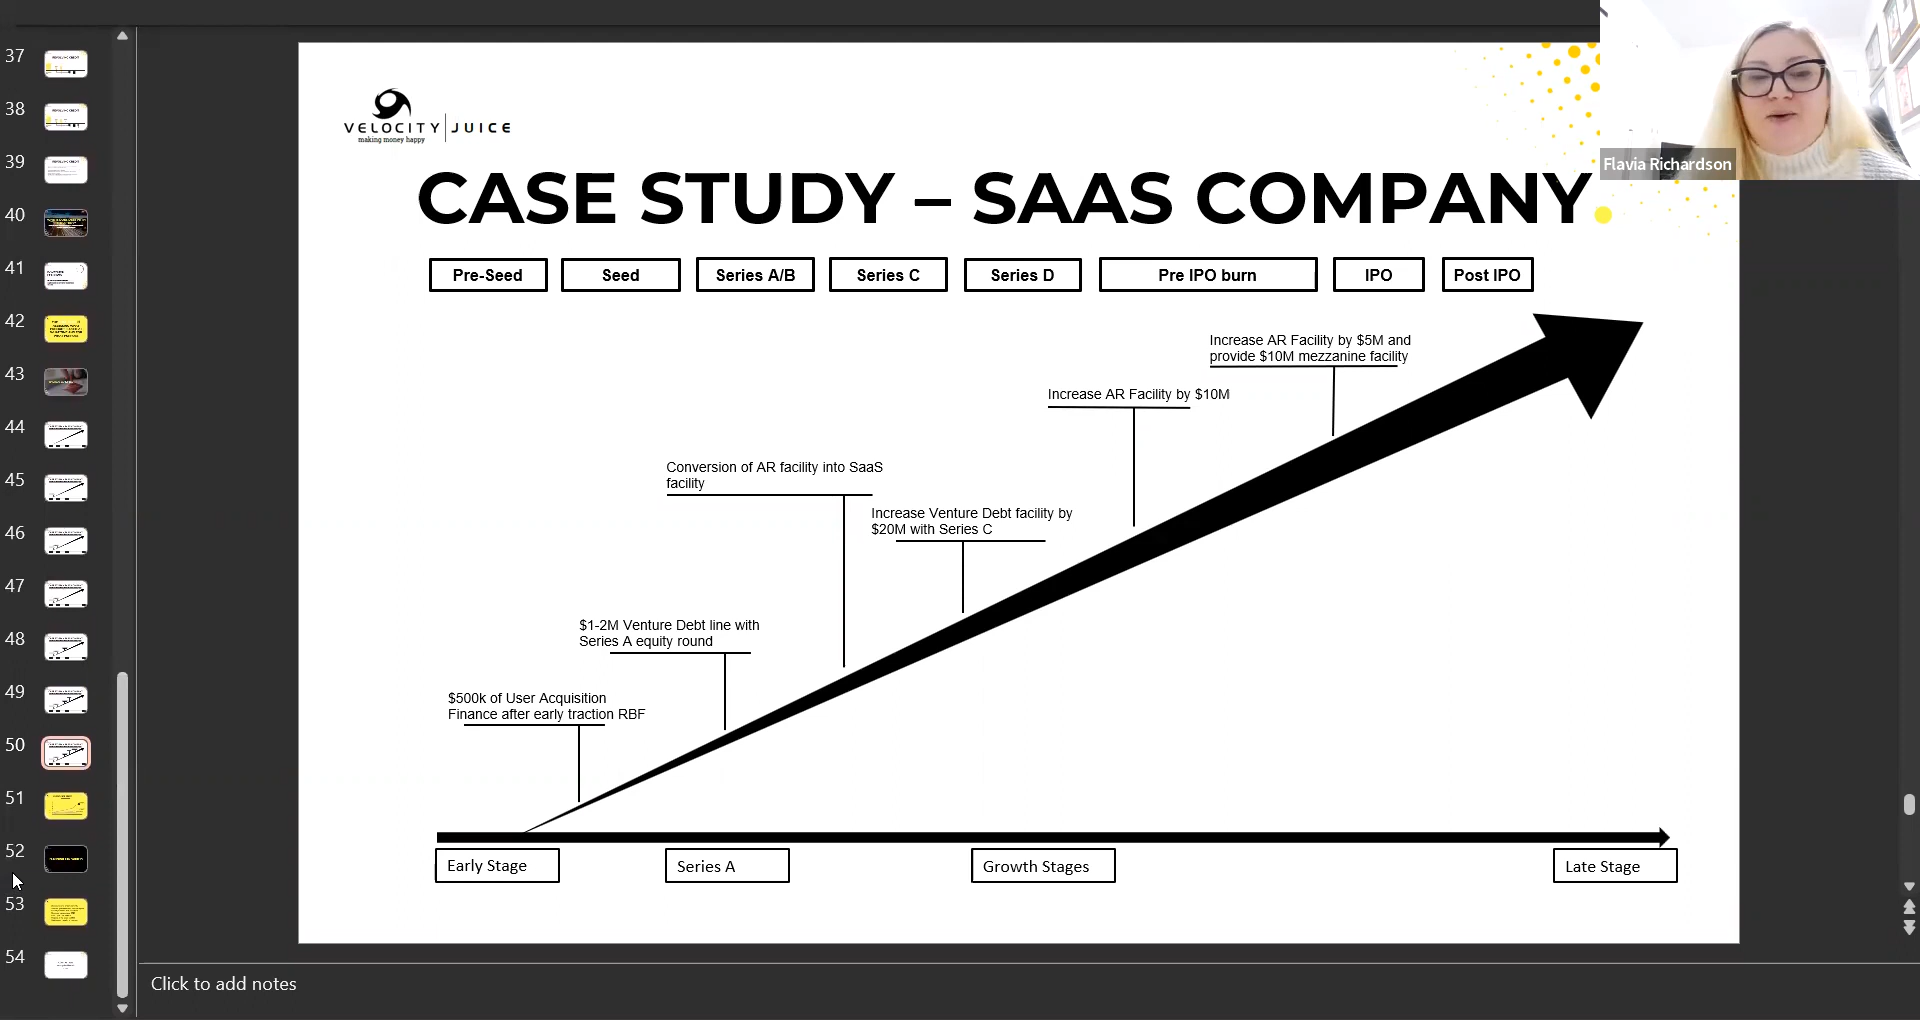 37
38
39
40
41
42
43
44
45
46
47
48
49
50
51
52
53
54
VELOCITY JUICE
making money happy
CASE STUDY – SAAS COMPANY
Flavia Richardson
Pre-Seed
Seed
Series A/B
Series C
Series D
Pre IPO burn
IPO
Post IPO
Increase AR Facility by $5M and
provide $10M mezzanine facility
Increase AR Facility by $10M
Conversion of AR facility into SaaS
facility
Increase Venture Debt facility by
$20M with Series C
$1-2M Venture Debt line with
Series A equity round
$500k of User Acquisition
Finance after early traction RBF
Early Stage
Series A
Growth Stages
Late Stage
Click to add notes